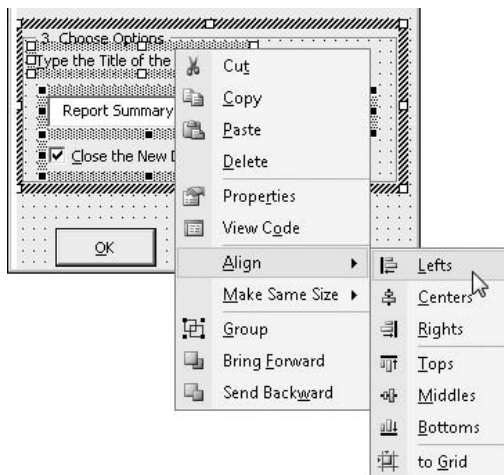 3. Choose Options
Type the Title of the
Report Summary
Close the New
OK
Cut
Copy
Paste
Delete
Properties
View Code
Align
Make Same Size
Group
Bring Forward
Send Backward
Lefts
Centers
Rights
Tops
Middles
Bottoms
to Grid